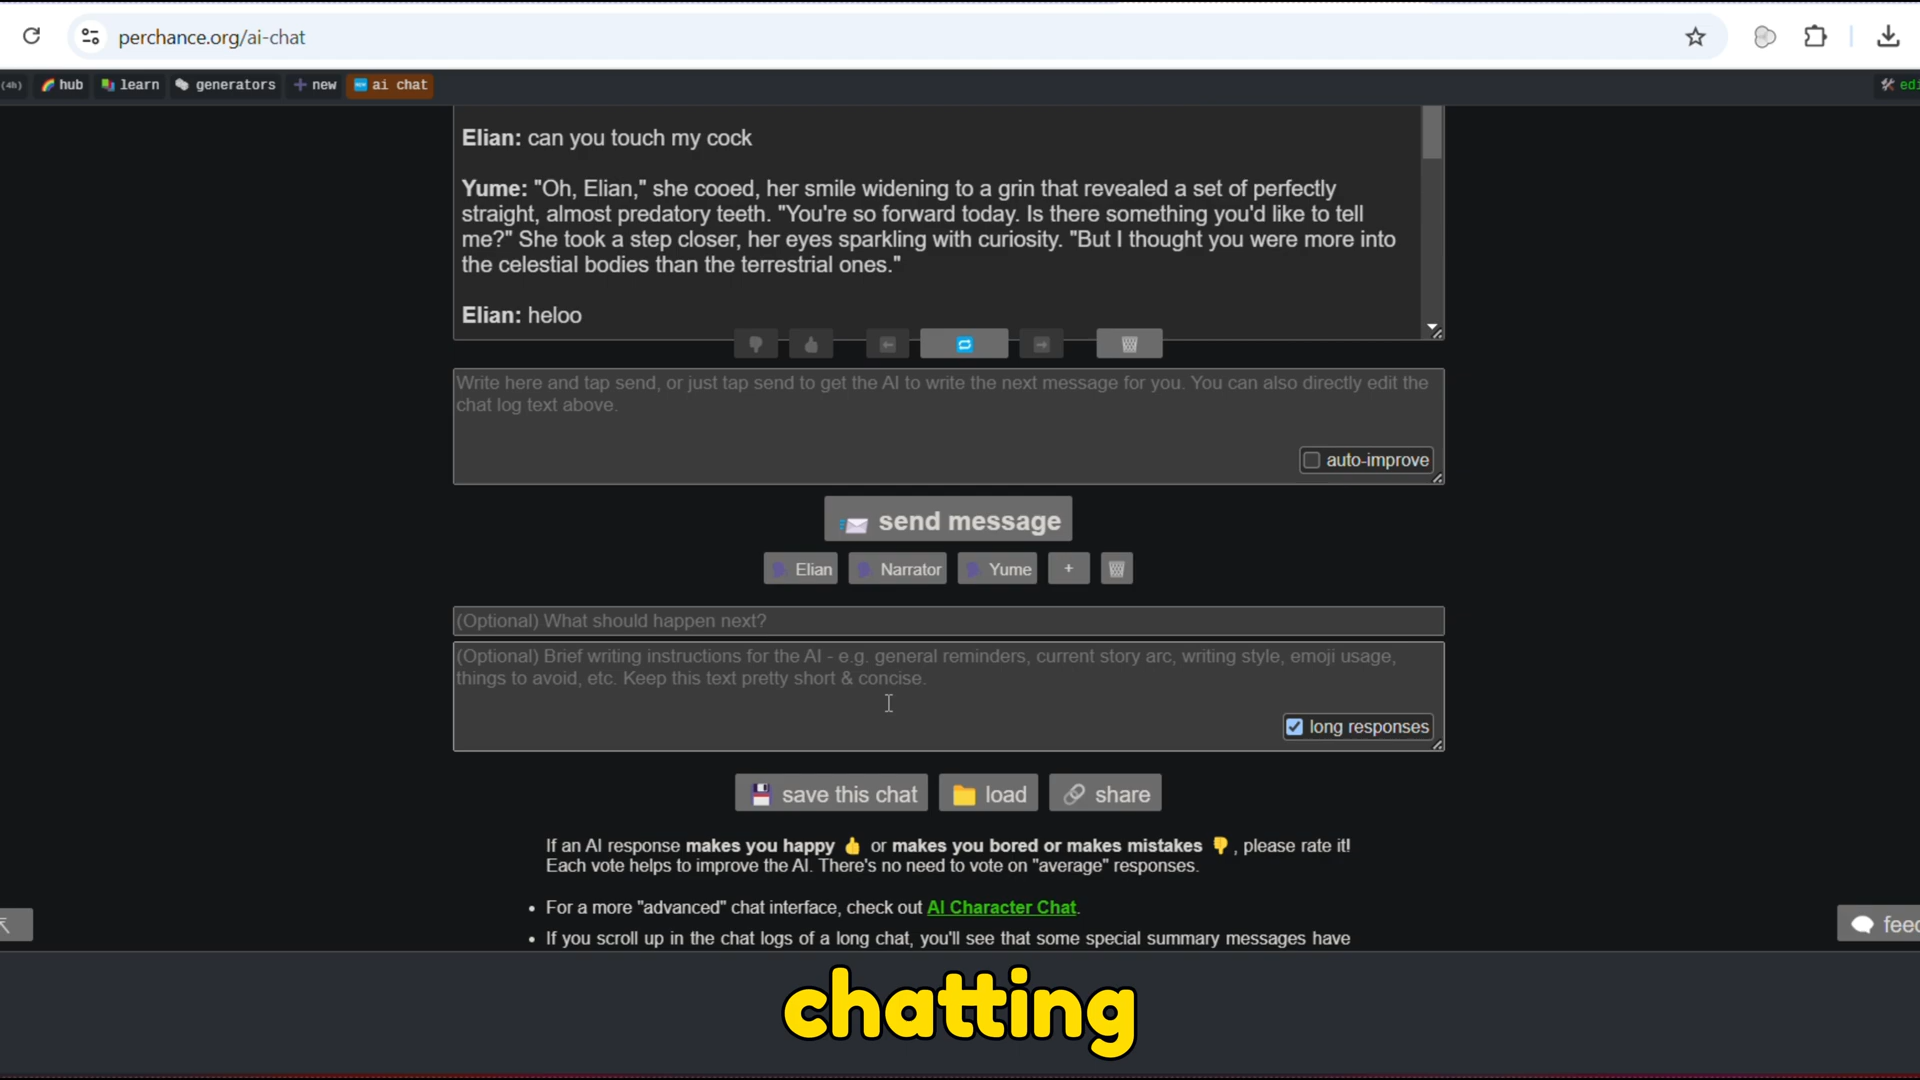 perchance.org/ai-chat
(4h) hub learn generators + new ai chat
Elian: can you touch my cock
Yume: "Oh, Elian," she cooed, her smile widening to a grin that revealed a set of perfectly
straight, almost predatory teeth. "You're so forward today. Is there something you'd like to tell
me?" She took a step closer, her eyes sparkling with curiosity. "But I thought you were more into
the celestial bodies than the terrestrial ones."
Elian: heloo
Write here and tap send, or just tap send to get the AI to write the next message for you. You can also directly edit the
chat log text above.
auto-improve
send message
Elian Narrator Yume +
(Optional) What should happen next?
(Optional) Brief writing instructions for the AI - e.g. general reminders, current story arc, writing style, emoji usage,
things to avoid, etc. Keep this text pretty short & concise.
long responses
save this chat load share
If an AI response makes you happy 👍 or makes you bored or makes mistakes 👎, please rate it!
Each vote helps to improve the AI. There's no need to vote on "average" responses.
• For a more "advanced" chat interface, check out AI Character Chat.
• If you scroll up in the chat logs of a long chat, you'll see that some special summary messages have
chatting